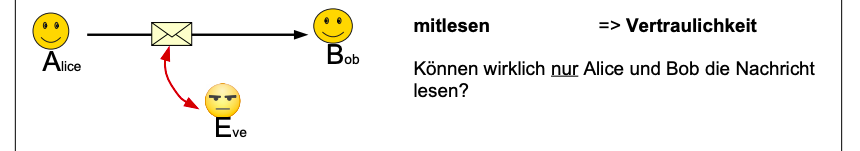 Alice
Bob
Eve
mitlesen => Vertraulichkeit
Können wirklich nur Alice und Bob die Nachricht
lesen?